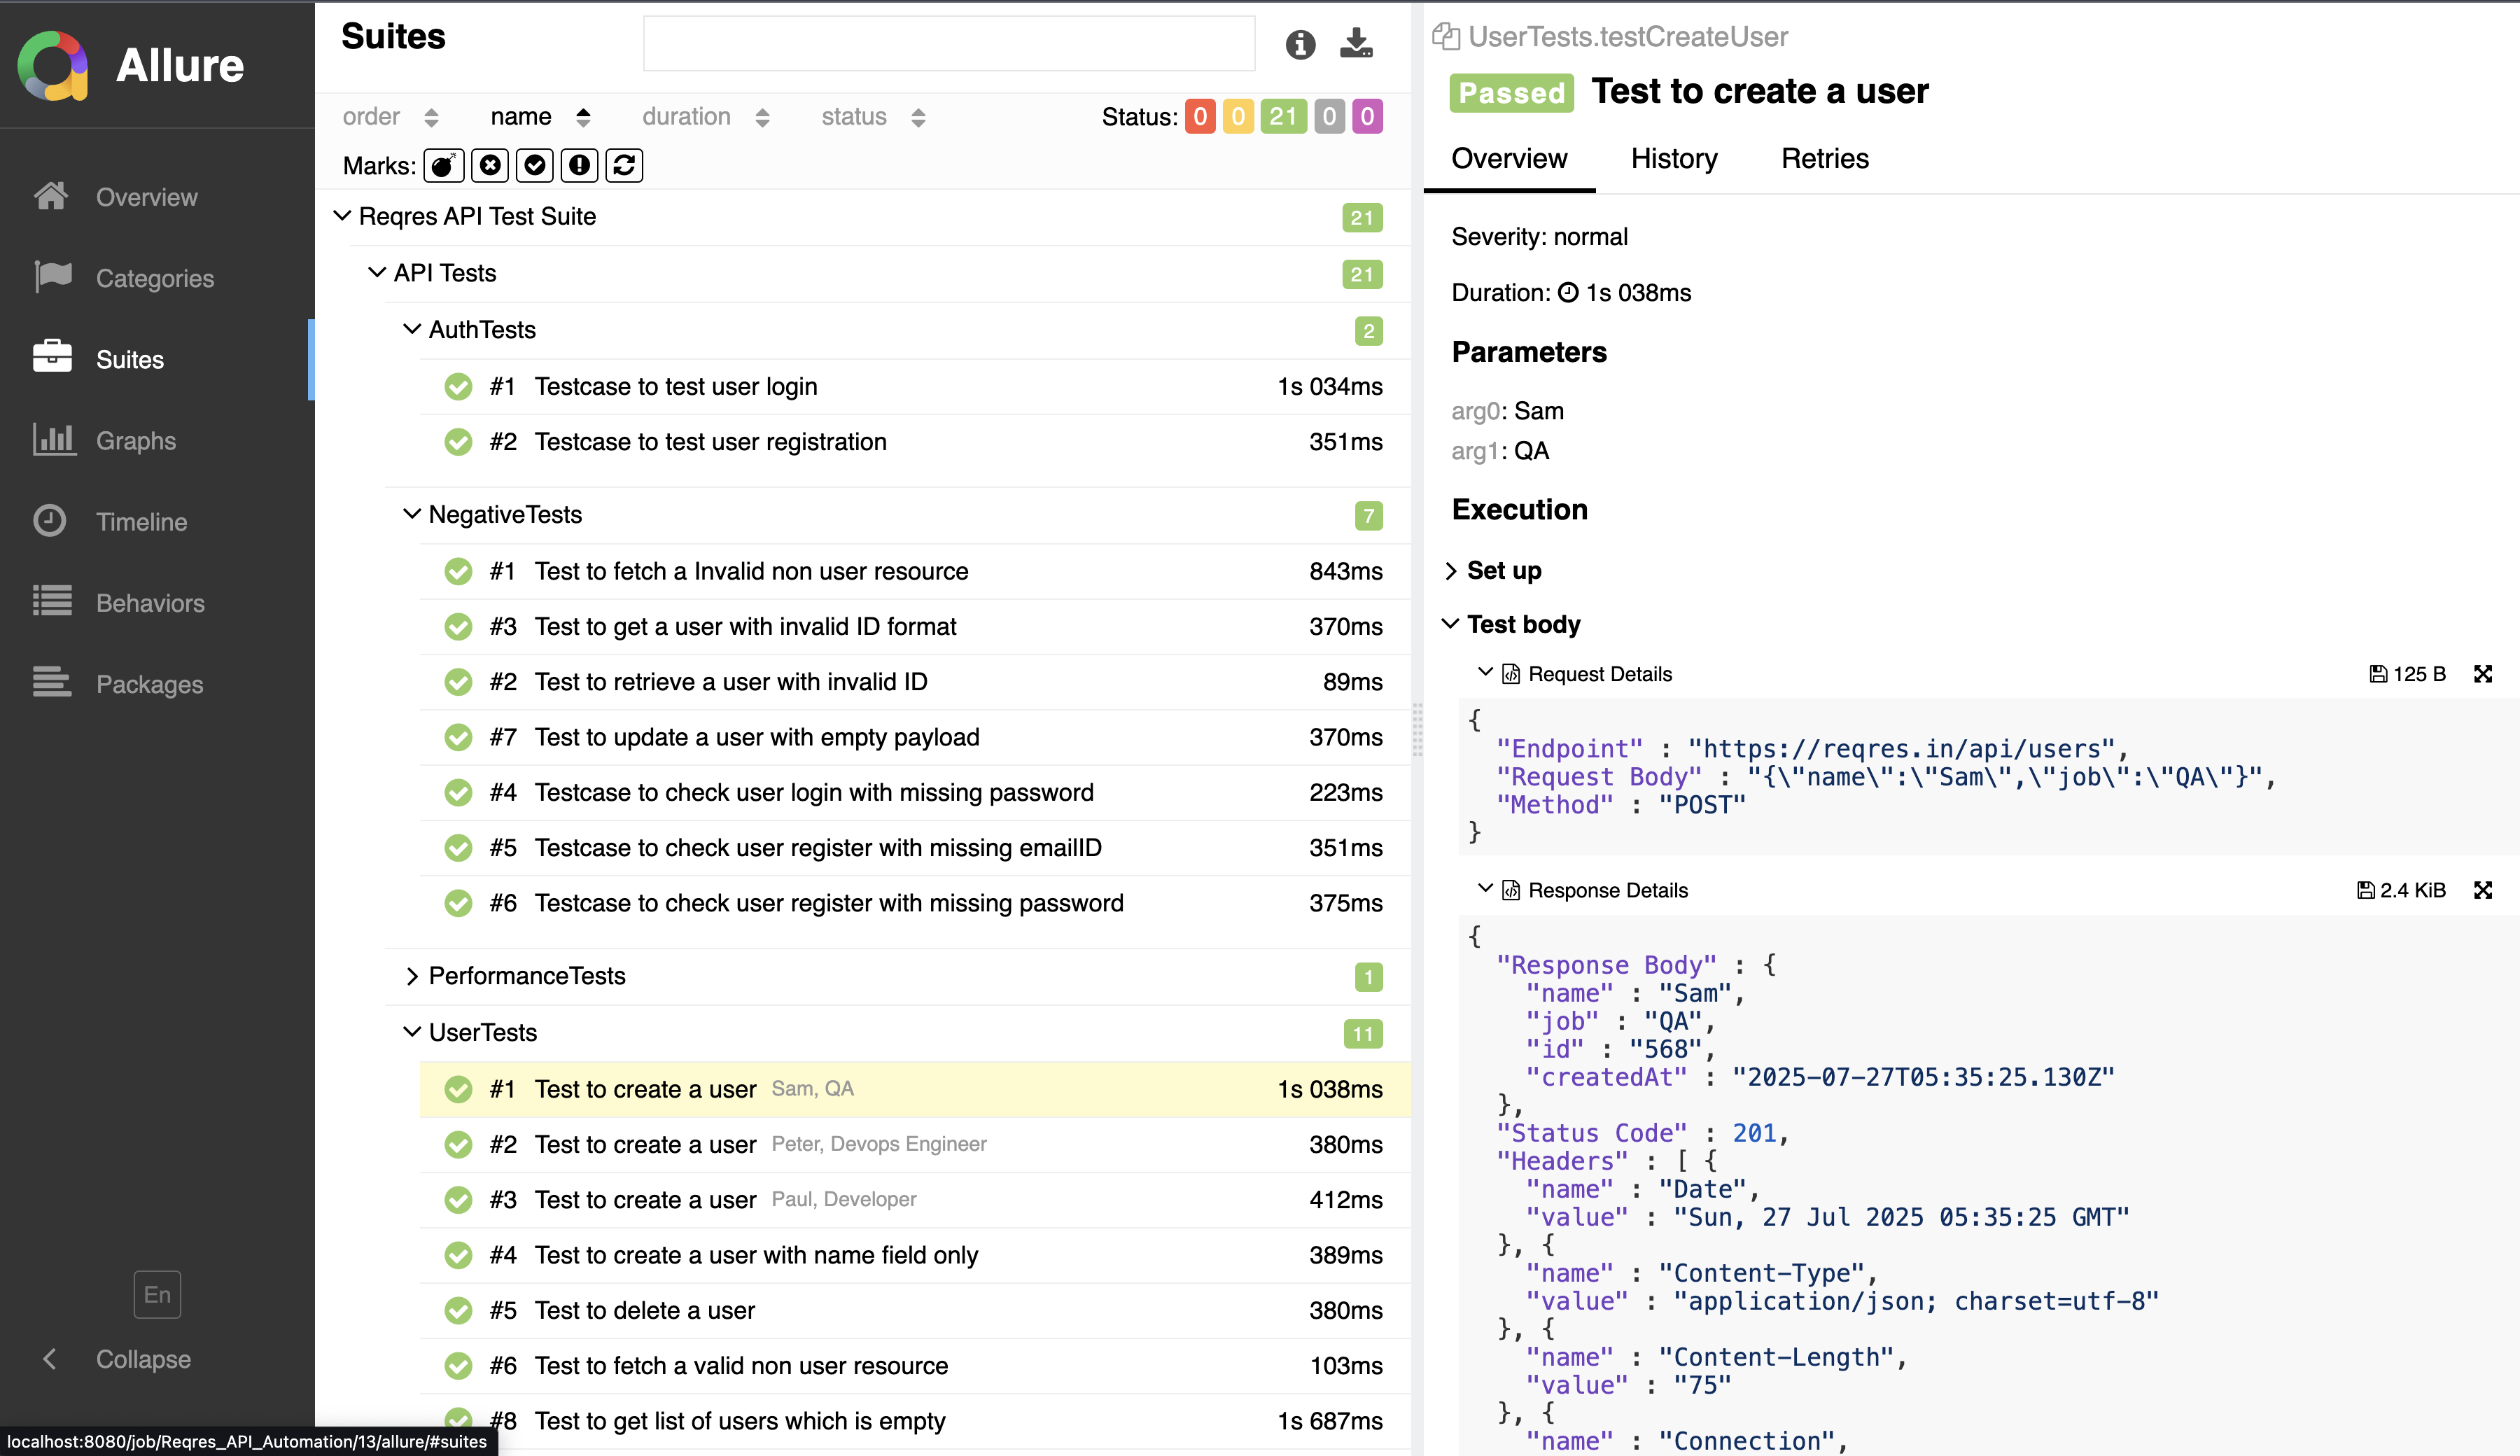 Allure
Overview
Categories
Suites
Graphs
Timeline
Behaviors
Packages
En
Collapse
localhost:8080/job/Reqres_API_Automation/13/allure/#suites
Suites
order name duration status Status: 0 0 21 0 0
Marks:
Reqres API Test Suite 21
API Tests 21
AuthTests 2
#1 Testcase to test user login 1s 034ms
#2 Testcase to test user registration 351ms
NegativeTests 7
#1 Test to fetch a Invalid non user resource 843ms
#3 Test to get a user with invalid ID format 370ms
#2 Test to retrieve a user with invalid ID 89ms
#7 Test to update a user with empty payload 370ms
#4 Testcase to check user login with missing password 223ms
#5 Testcase to check user register with missing emailID 351ms
#6 Testcase to check user register with missing password 375ms
PerformanceTests 1
UserTests 11
#1 Test to create a user Sam, QA 1s 038ms
#2 Test to create a user Peter, Devops Engineer 380ms
#3 Test to create a user Paul, Developer 412ms
#4 Test to create a user with name field only 389ms
#5 Test to delete a user 380ms
#6 Test to fetch a valid non user resource 103ms
#8 Test to get list of users which is empty 1s 687ms
UserTests.testCreateUser
Passed Test to create a user
Overview History Retries
Severity: normal
Duration: 1s 038ms
Parameters
arg0: Sam
arg1: QA
Execution
Set up
Test body
Request Details 125 B
{
"Endpoint" : "https://reqres.in/api/users",
"Request Body" : "{\"name\":\"Sam\",\"job\":\"QA\"}",
"Method" : "POST"
}
Response Details 2.4 KiB
{
"Response Body" : {
"name" : "Sam",
"job" : "QA",
"id" : "568",
"createdAt" : "2025-07-27T05:35:25.130Z"
},
"Status Code" : 201,
"Headers" : [ {
"name" : "Date",
"value" : "Sun, 27 Jul 2025 05:35:25 GMT"
}, {
"name" : "Content-Type",
"value" : "application/json; charset=utf-8"
}, {
"name" : "Content-Length",
"value" : "75"
}, {
"name" : "Connection",